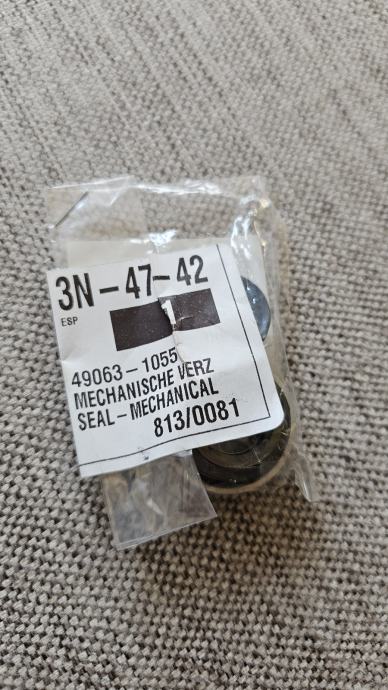 3N-47-42
ESP
49063-1055
MECHANISCHE VERZ
SEAL-MECHANICAL
813/0081